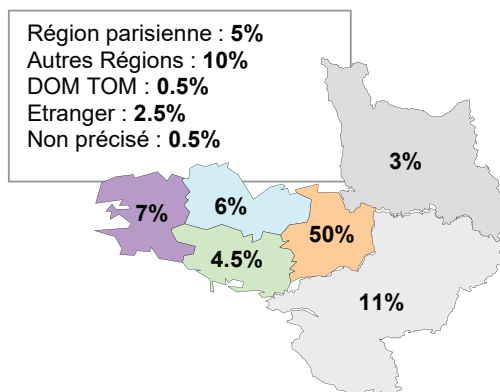 Région parisienne : 5%
Autres Régions : 10%
DOM TOM : 0.5%
Etranger : 2.5%
Non précisé : 0.5%
3%
7%
6%
50%
4.5%
11%